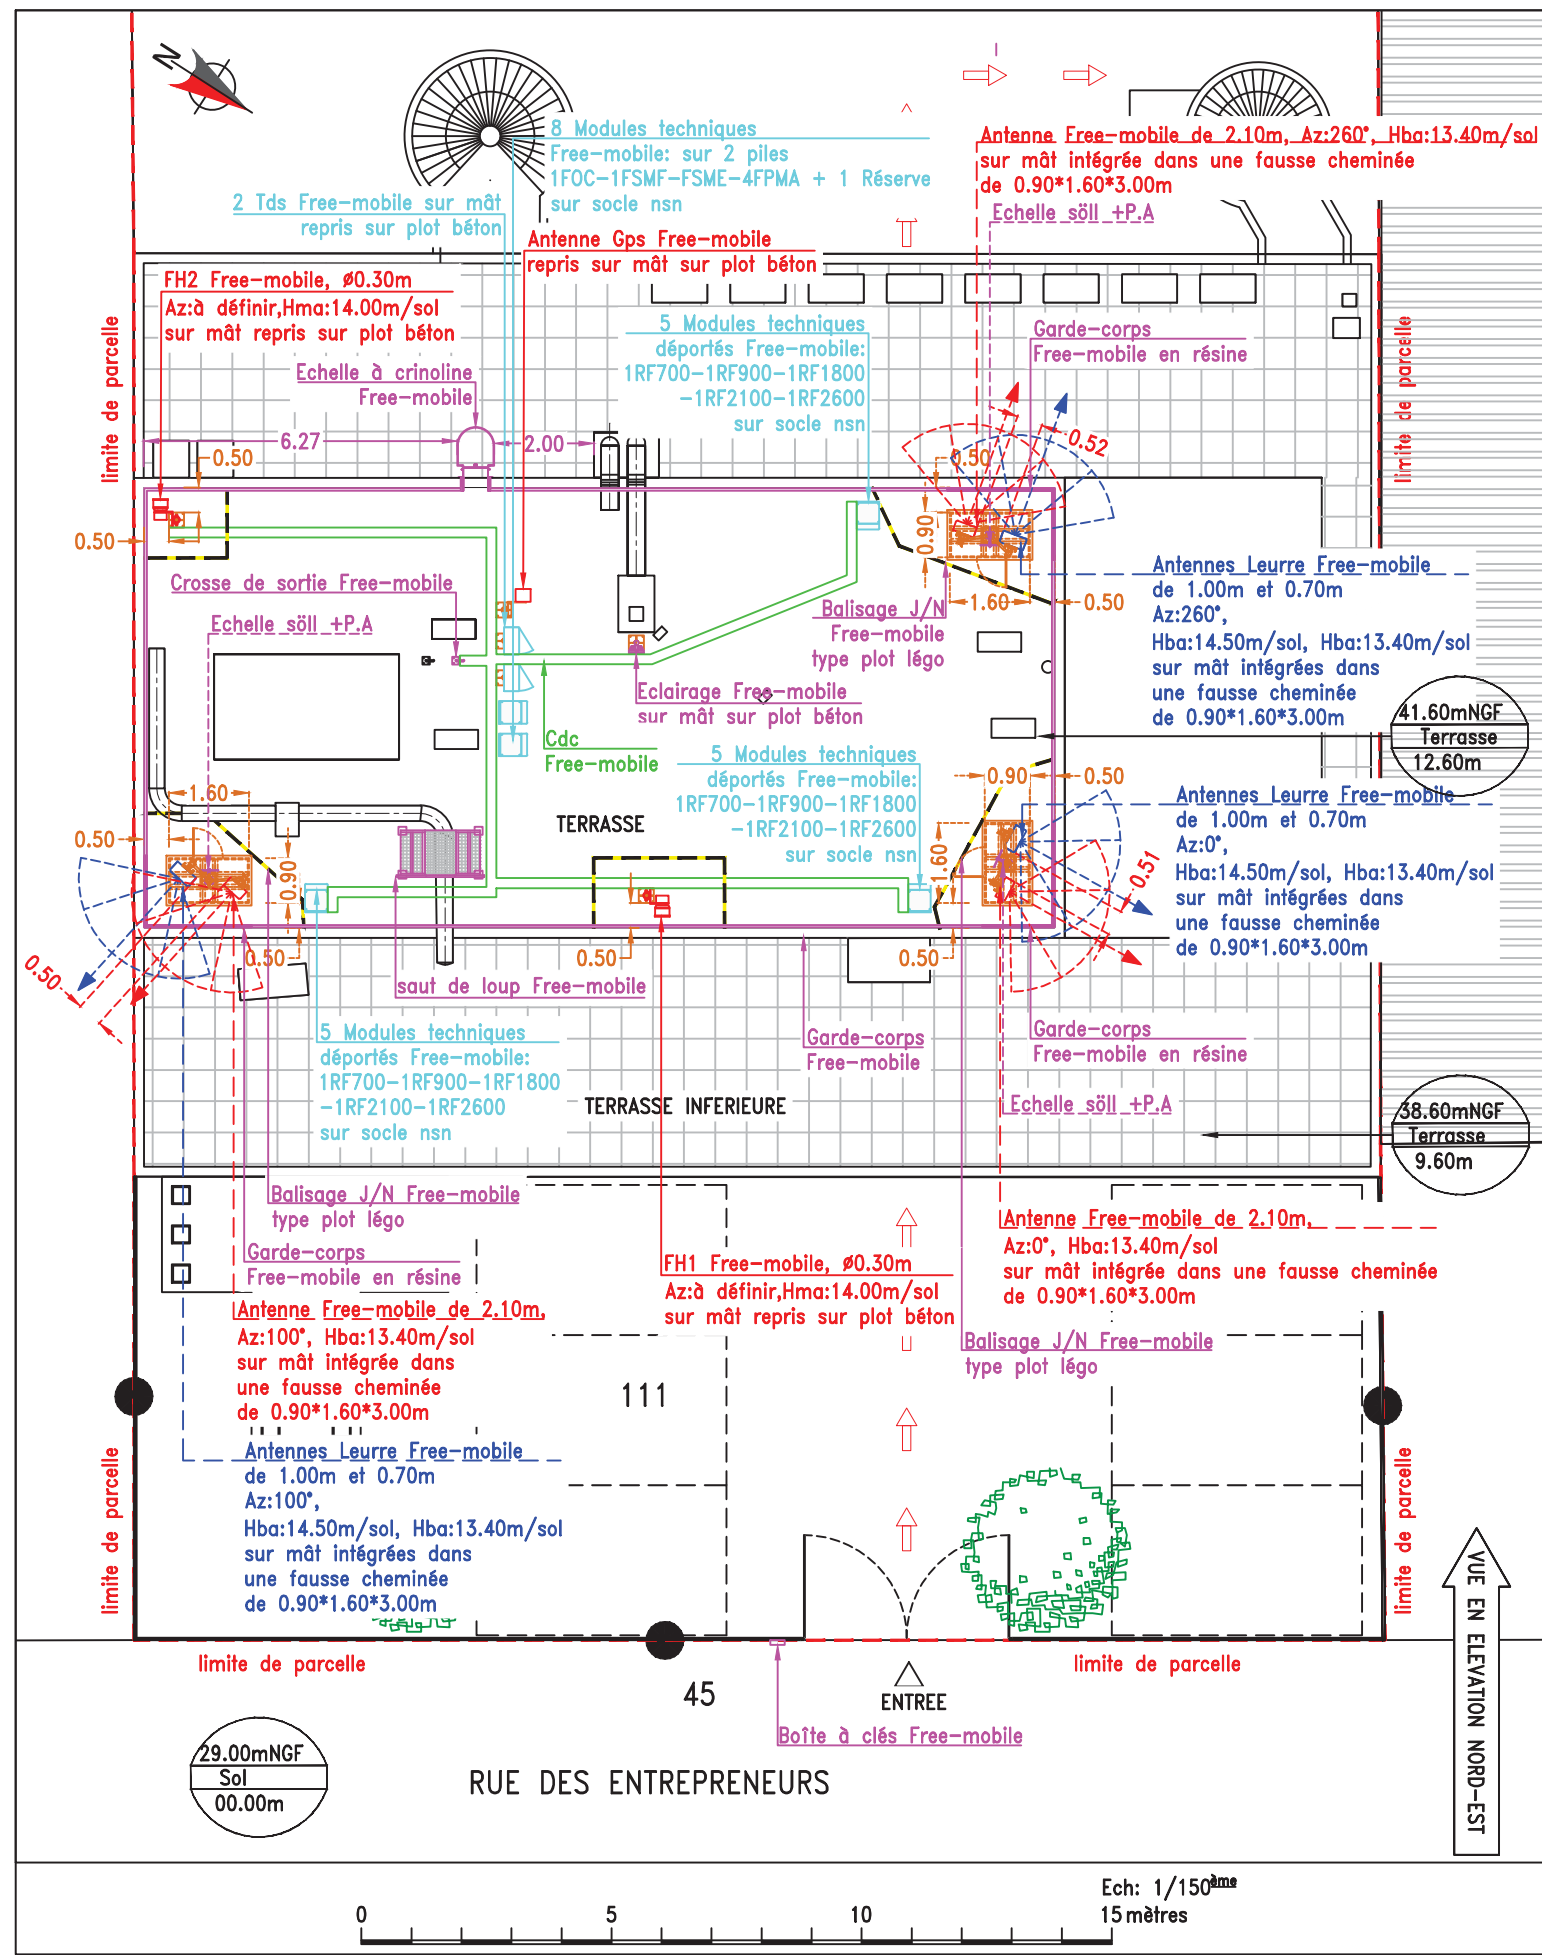 N
8 Modules techniques
Free-mobile: sur 2 piles
1FOC-1FSMF-FSME-4FPMA + 1 Réserve
sur socle nsn
Antenne Free-mobile de 2.10m, Az:260°, Hba:13.40m/sol
sur mât intégrée dans une fausse cheminée
de 0.90*1.60*3.00m
Echelle söll +P.A
2 Tds Free-mobile sur mât
repris sur plot béton
Antenne Gps Free-mobile
repris sur mât sur plot béton
FH2 Free-mobile, ø0.30m
Az:à définir,Hma:14.00m/sol
sur mât repris sur plot béton
limite de parcelle
5 Modules techniques
déportés Free-mobile:
1RF700-1RF900-1RF1800
-1RF2100-1RF2600
sur socle nsn
Garde-corps
Free-mobile en résine
limite de parcelle
Echelle à crinoline
Free-mobile
6.27
2.00
0.50
0.52
0.50
0.90
0.50
1.60
0.50
Crosse de sortie Free-mobile
Echelle söll +P.A
Balisage J/N
Free-mobile
type plot légo
Antennes Leurre Free-mobile
de 1.00m et 0.70m
Az:260°,
Hba:14.50m/sol, Hba:13.40m/sol
sur mât intégrées dans
une fausse cheminée
de 0.90*1.60*3.00m
Eclairage Free-mobile
sur mât sur plot béton
41.60mNGF
Terrasse
12.60m
Cdc
Free-mobile
5 Modules techniques
déportés Free-mobile:
1RF700-1RF900-1RF1800
-1RF2100-1RF2600
sur socle nsn
0.90
0.50
1.60
0.50
TERRASSE
Antennes Leurre Free-mobile
de 1.00m et 0.70m
Az:0°,
Hba:14.50m/sol, Hba:13.40m/sol
sur mât intégrées dans
une fausse cheminée
de 0.90*1.60*3.00m
0.90
1.60
0.51
0.50
0.50
0.50
0.50
saut de loup Free-mobile
5 Modules techniques
déportés Free-mobile:
1RF700-1RF900-1RF1800
-1RF2100-1RF2600
sur socle nsn
Garde-corps
Free-mobile
Garde-corps
Free-mobile en résine
TERRASSE INFERIEURE
Echelle söll +P.A
38.60mNGF
Terrasse
9.60m
Balisage J/N Free-mobile
type plot légo
Garde-corps
Free-mobile en résine
FH1 Free-mobile, ø0.30m
Az:à définir,Hma:14.00m/sol
sur mât repris sur plot béton
Antenne Free-mobile de 2.10m,
Az:0°, Hba:13.40m/sol
sur mât intégrée dans une fausse cheminée
de 0.90*1.60*3.00m
Antenne Free-mobile de 2.10m,
Az:100°, Hba:13.40m/sol
sur mât intégrée dans
une fausse cheminée
de 0.90*1.60*3.00m
Balisage J/N Free-mobile
type plot légo
111
Antennes Leurre Free-mobile
de 1.00m et 0.70m
Az:100°,
Hba:14.50m/sol, Hba:13.40m/sol
sur mât intégrées dans
une fausse cheminée
de 0.90*1.60*3.00m
limite de parcelle
limite de parcelle
limite de parcelle
limite de parcelle
45
ENTREE
Boîte à clés Free-mobile
VUE EN ELEVATION NORD-EST
29.00mNGF
Sol
00.00m
RUE DES ENTREPRENEURS
Ech: 1/150ème
0 5 10 15 mètres